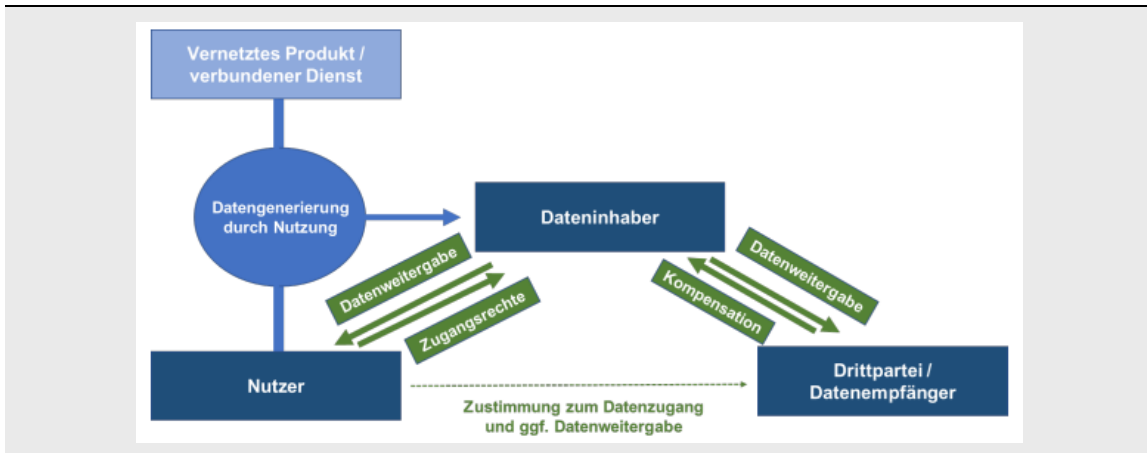 Vernetztes Produkt /
verbundener Dienst
Datengenerierung
durch Nutzung
Dateninhaber
Datenweitergabe
Zugangsrechte
Datenweitergabe
Kompensation
Nutzer
Drittpartei /
Datenempfänger
Zustimmung zum Datenzugang
und ggf. Datenweitergabe